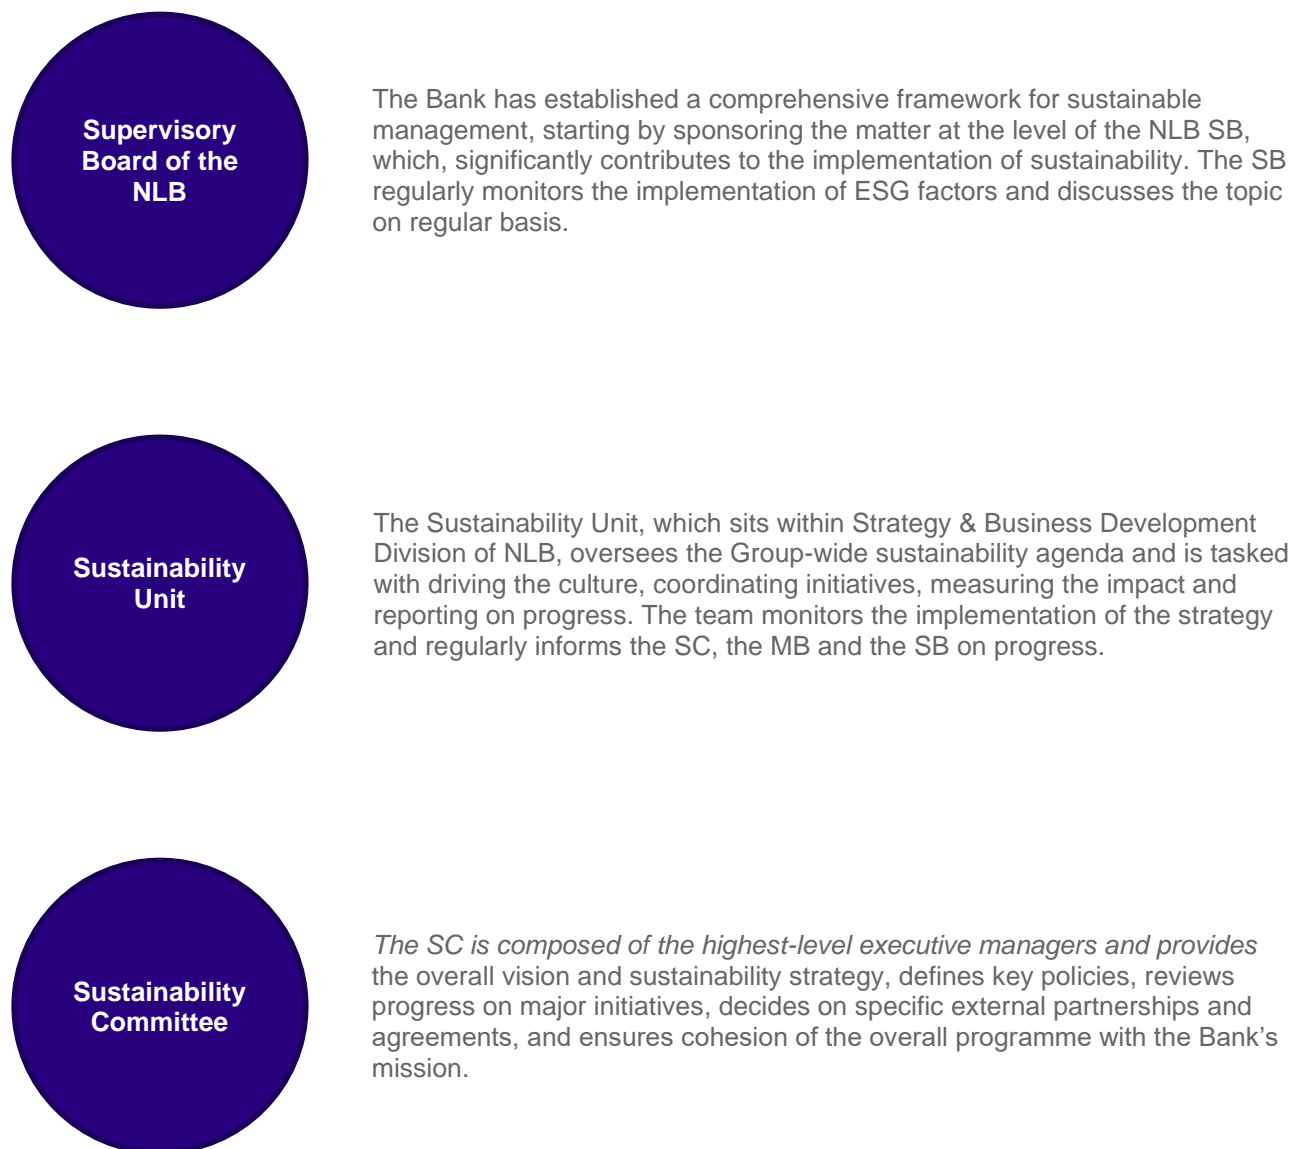 Supervisory
Board of the
NLB
The Bank has established a comprehensive framework for sustainable
management, starting by sponsoring the matter at the level of the NLB SB,
which, significantly contributes to the implementation of sustainability. The SB
regularly monitors the implementation of ESG factors and discusses the topic
on regular basis.
Sustainability
Unit
The Sustainability Unit, which sits within Strategy & Business Development
Division of NLB, oversees the Group-wide sustainability agenda and is tasked
with driving the culture, coordinating initiatives, measuring the impact and
reporting on progress. The team monitors the implementation of the strategy
and regularly informs the SC, the MB and the SB on progress.
Sustainability
Committee
The SC is composed of the highest-level executive managers and provides
the overall vision and sustainability strategy, defines key policies, reviews
progress on major initiatives, decides on specific external partnerships and
agreements, and ensures cohesion of the overall programme with the Bank's
mission.